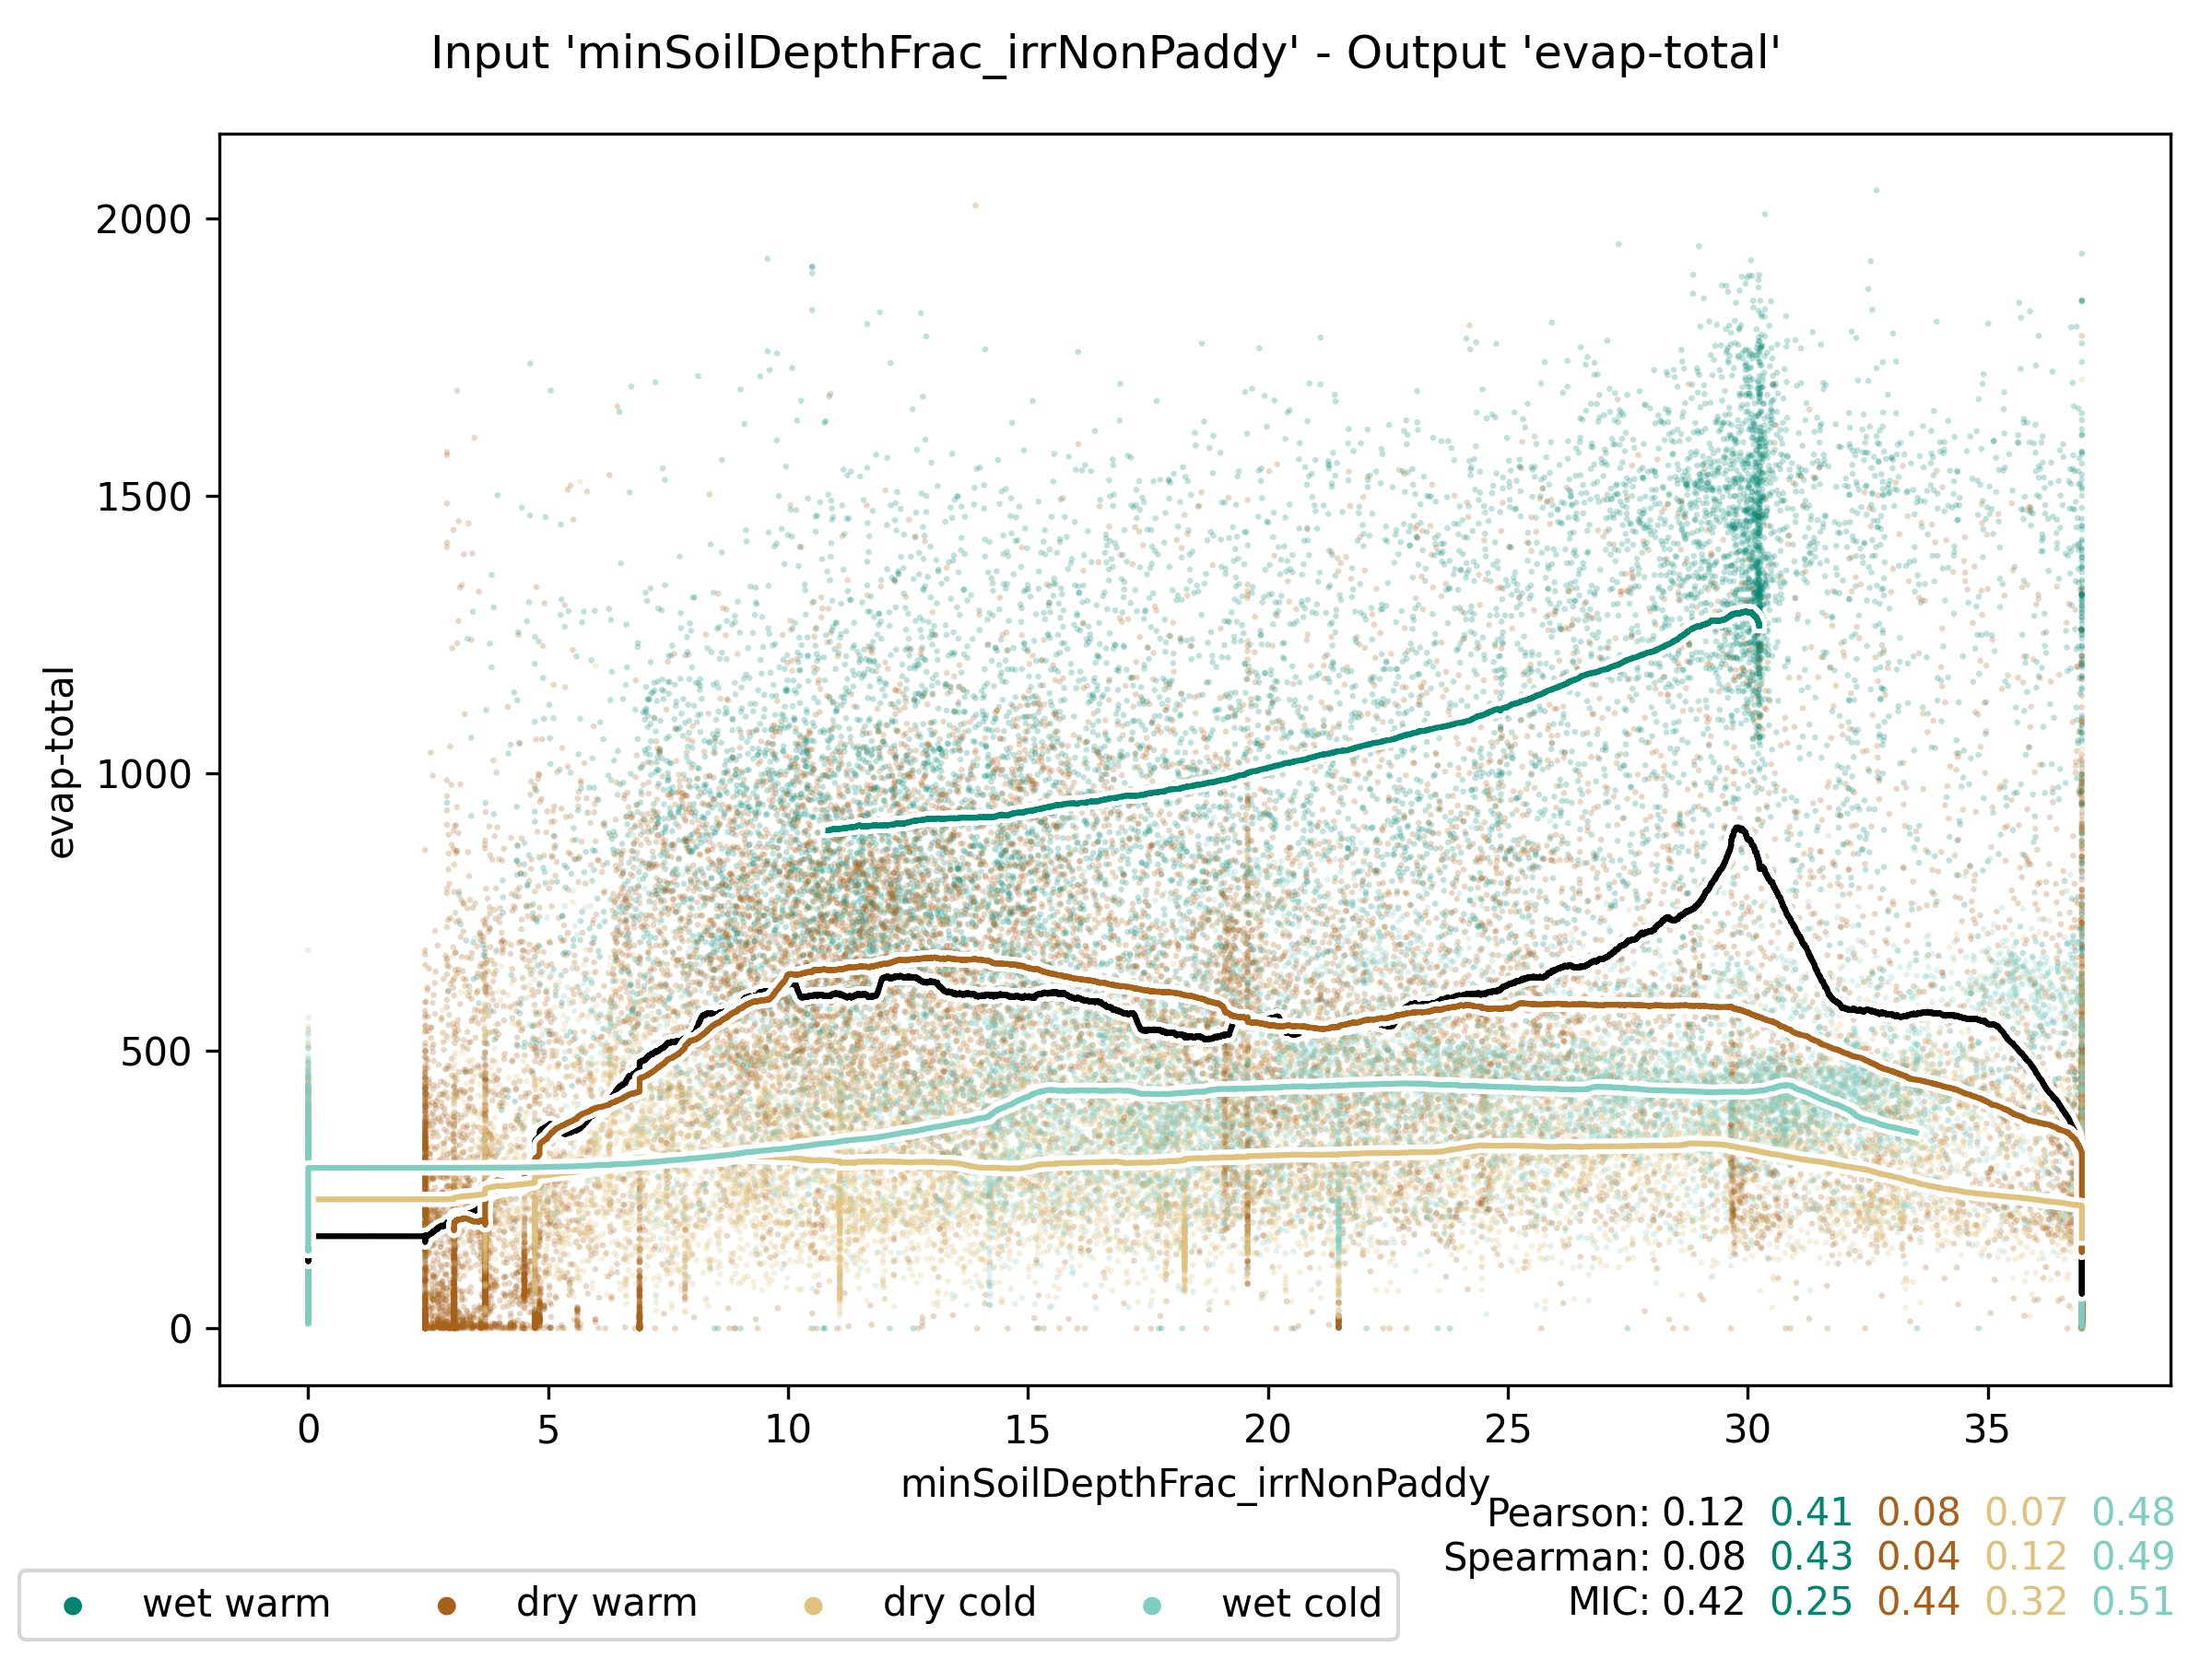 Input 'minSoilDepthFrac_irrNonPaddy' - Output 'evap-total'
evap-total
2000
1500
1000
500
0
0 5 10 15 20 25 30 35
minSoilDepthFrac_irrNonPaddy
Pearson: 0.12 0.41 0.08 0.07 0.48
Spearman: 0.08 0.43 0.04 0.12 0.49
MIC: 0.42 0.25 0.44 0.32 0.51
wet warm dry warm dry cold wet cold